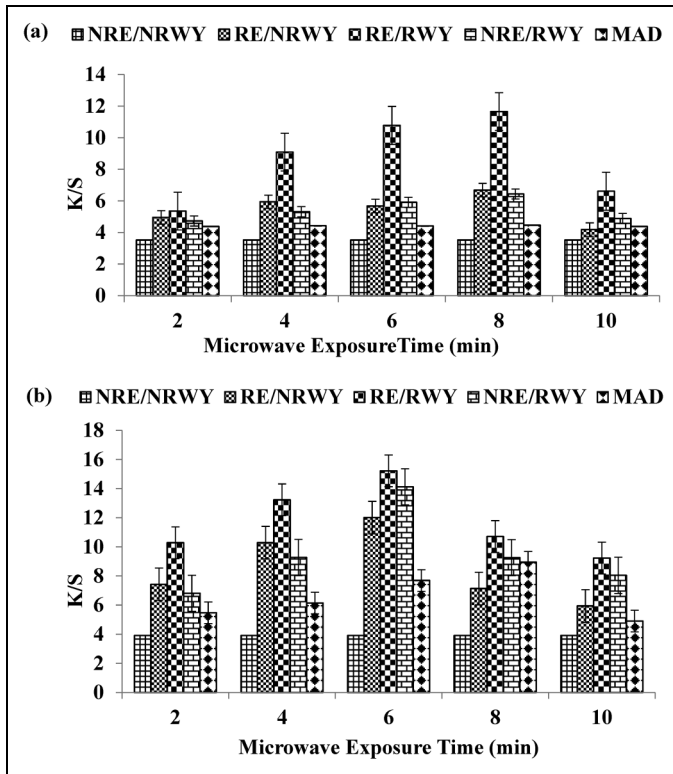 (a) NRE/NRWY RE/NRWY RE/RWY NRE/RWY MAD
14
12
10
8
6
4
2
0
K/S
2 4 6 8 10
Microwave ExposureTime (min)
(b) NRE/NRWY RE/NRWY RE/RWY NRE/RWY MAD
18
16
14
12
10
8
6
4
2
0
K/S
2 4 6 8 10
Microwave Exposure Time (min)